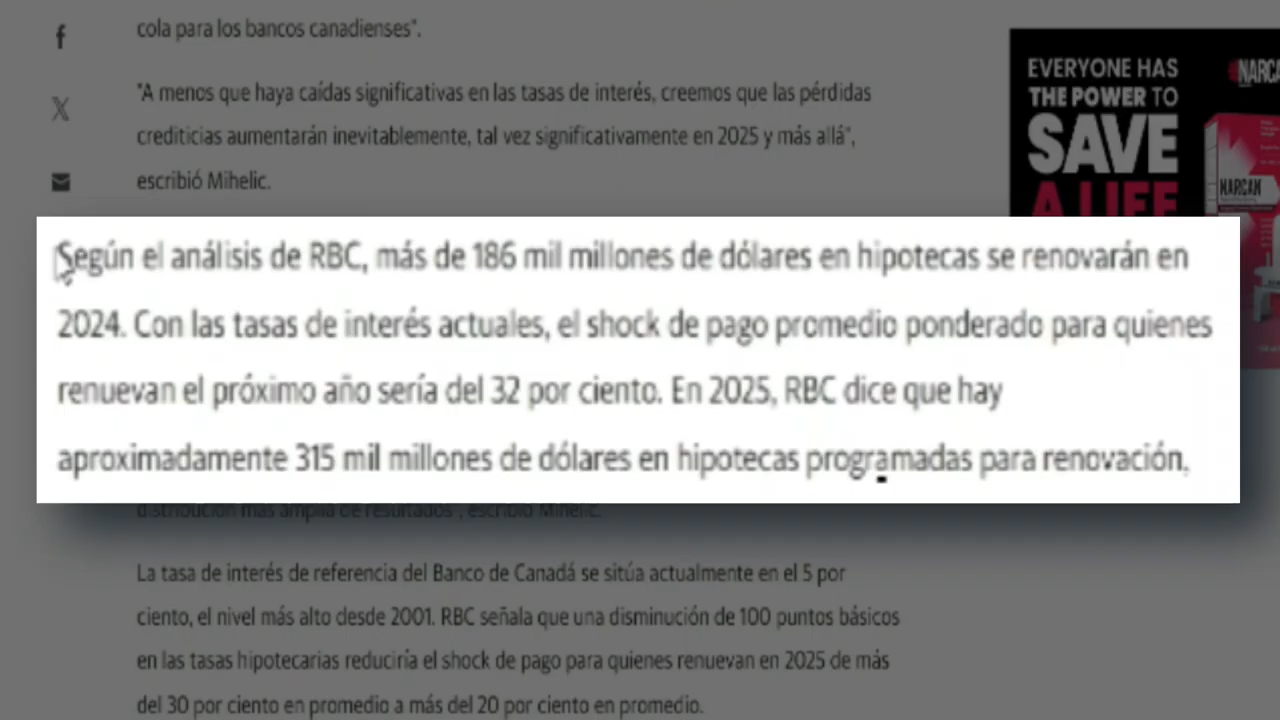 cola para los bancos canadienses".
"A menos que haya caídas significativas en las tasas de interés, creemos que las pérdidas
crediticias aumentarán inevitablemente, tal vez significativamente en 2025 y más allá",
escribió Mihelic.
EVERYONE HAS
THE POWER TO
SAVE
A LIFE
NARCAN
Según el análisis de RBC, más de 186 mil millones de dólares en hipotecas se renovarán en
2024. Con las tasas de interés actuales, el shock de pago promedio ponderado para quienes
renuevan el próximo año sería del 32 por ciento. En 2025, RBC dice que hay
aproximadamente 315 mil millones de dólares en hipotecas programadas para renovación,
distribución más amplia de resultados", escribió Mihelic.
La tasa de interés de referencia del Banco de Canadá se sitúa actualmente en el 5 por
ciento, el nivel más alto desde 2001. RBC señala que una disminución de 100 puntos básicos
en las tasas hipotecarias reduciría el shock de pago para quienes renuevan en 2025 de más
del 30 por ciento en promedio a más del 20 por ciento en promedio.